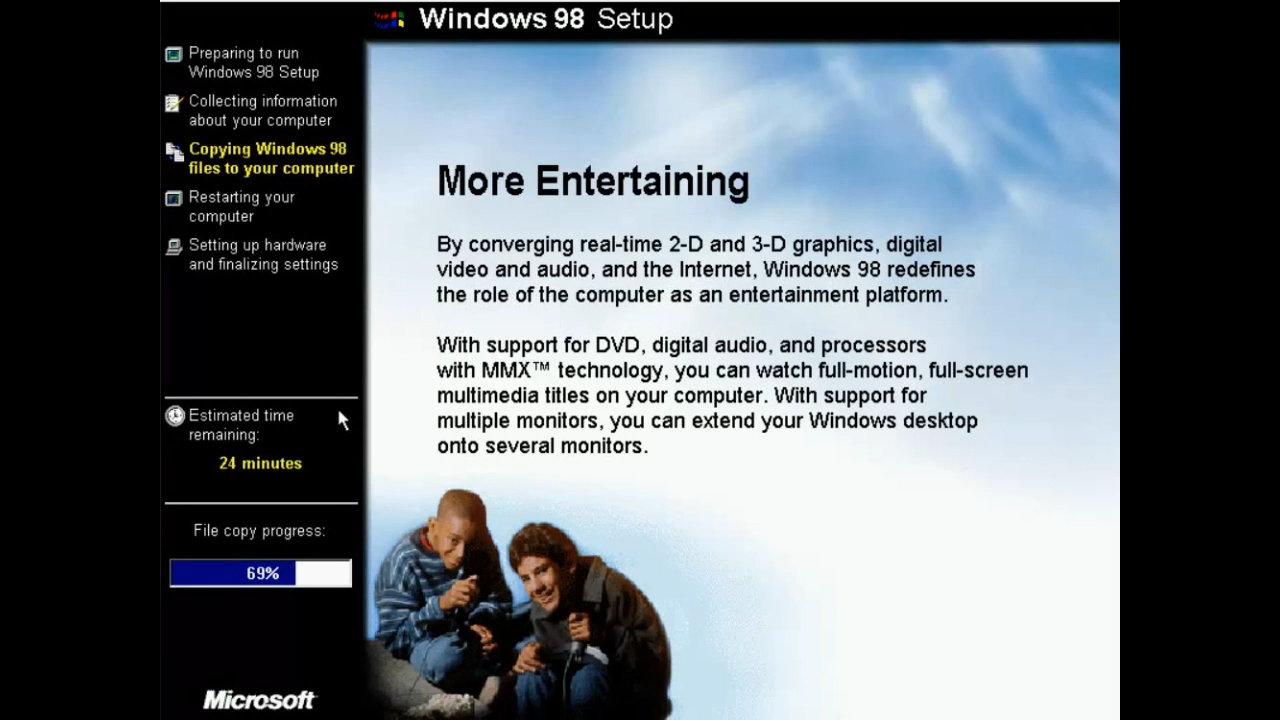 Windows 98 Setup
Preparing to run
Windows 98 Setup
Collecting information
about your computer
Copying Windows 98
files to your computer
Restarting your
computer
Setting up hardware
and finalizing settings
Estimated time
remaining:
24 minutes
File copy progress:
69%
Microsoft
More Entertaining
By converging real-time 2-D and 3-D graphics, digital
video and audio, and the Internet, Windows 98 redefines
the role of the computer as an entertainment platform.
With support for DVD, digital audio, and processors
with MMX™ technology, you can watch full-motion, full-screen
multimedia titles on your computer. With support for
multiple monitors, you can extend your Windows desktop
onto several monitors.